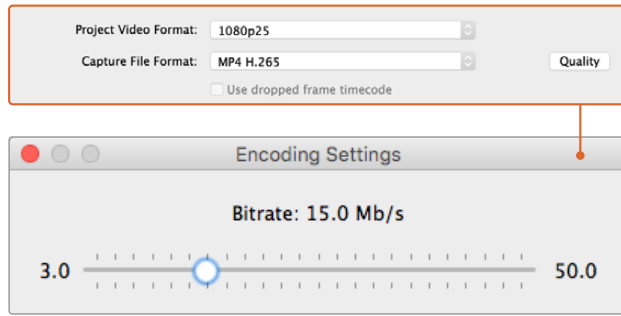 Project Video Format: 1080p25
Capture File Format: MP4 H.265 Quality
Use dropped frame timecode
Encoding Settings
Bitrate: 15.0 Mb/s
3.0 50.0